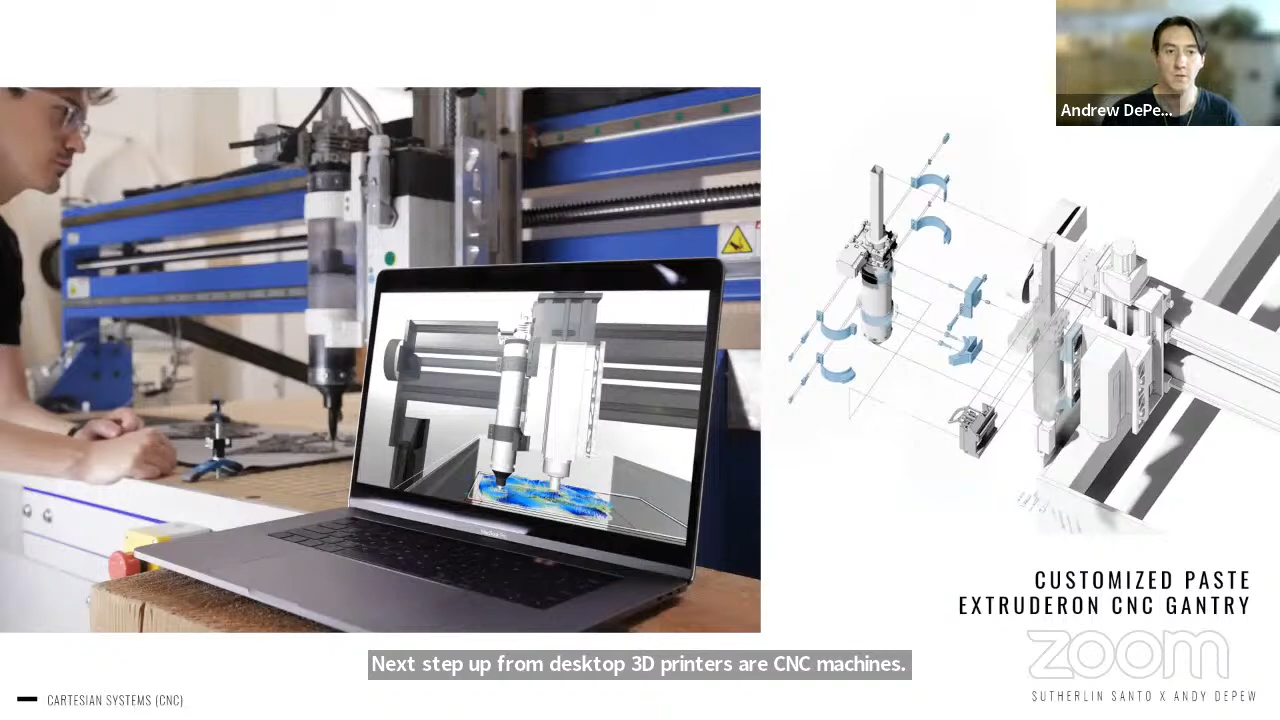 Andrew DePe...
CUSTOMIZED PASTE
EXTRUDERON CNC GANTRY
zoom
Next step up from desktop 3D printers are CNC machines.
CARTESIAN SYSTEMS (CNC)
SUTHERLIN SANTO X ANDY DEPEW